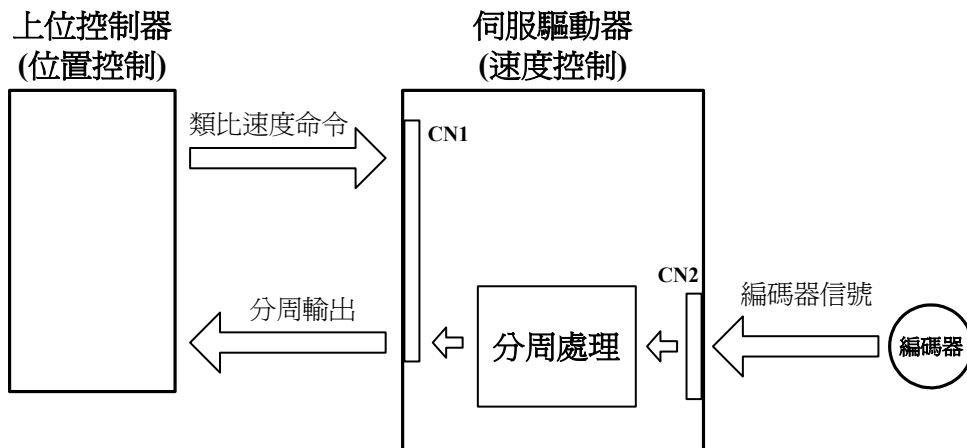 上位控制器
(位置控制)
伺服驅動器
(速度控制)
類比速度命令
CN1
分周輸出
分周處理
CN2
編碼器信號
編碼器